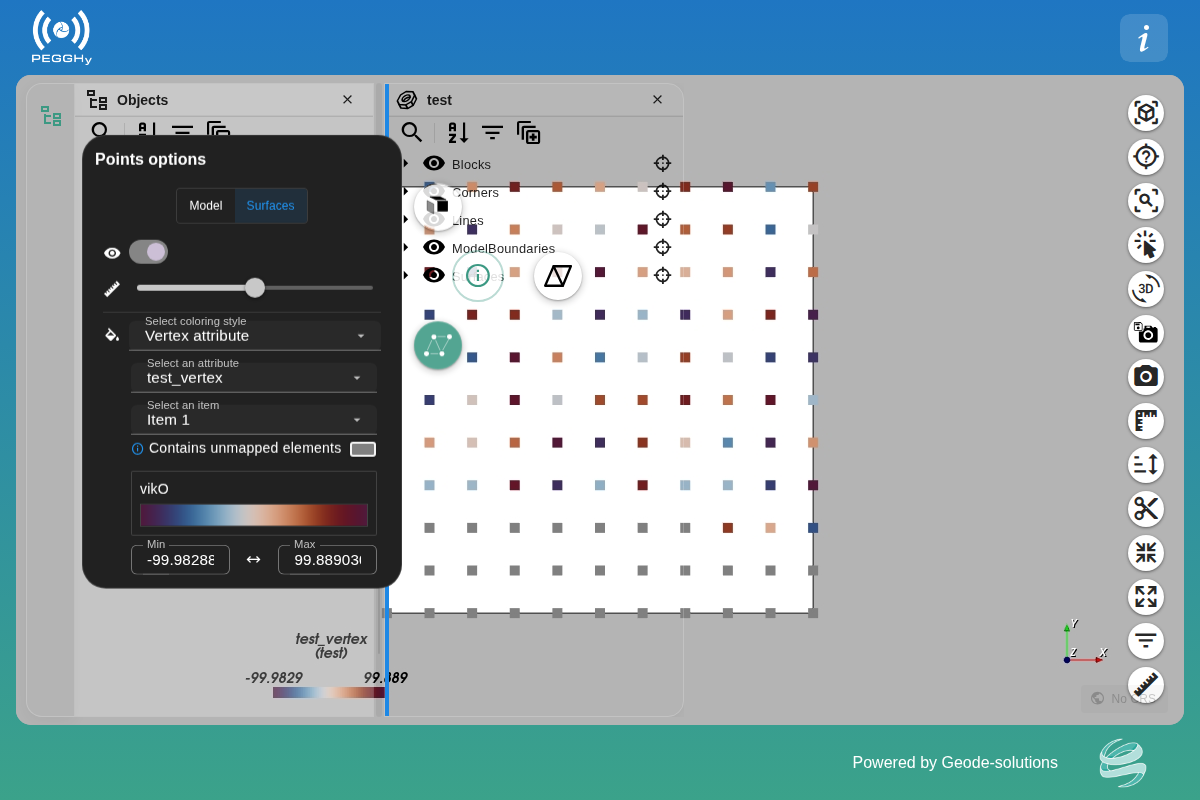 PEGGHy
i
Objects
test
Points options
Model
Surfaces
Select coloring style
Vertex attribute
Select an attribute
test_vertex
Select an item
Item 1
Contains unmapped elements
vikO
Min
Max
-99.98288
99.88903
Blocks
Corners
Lines
ModelBoundaries
3D
test_vertex
(test)
-99.9829
99.889
Y
Z
X
No CRS
Powered by Geode-solutions